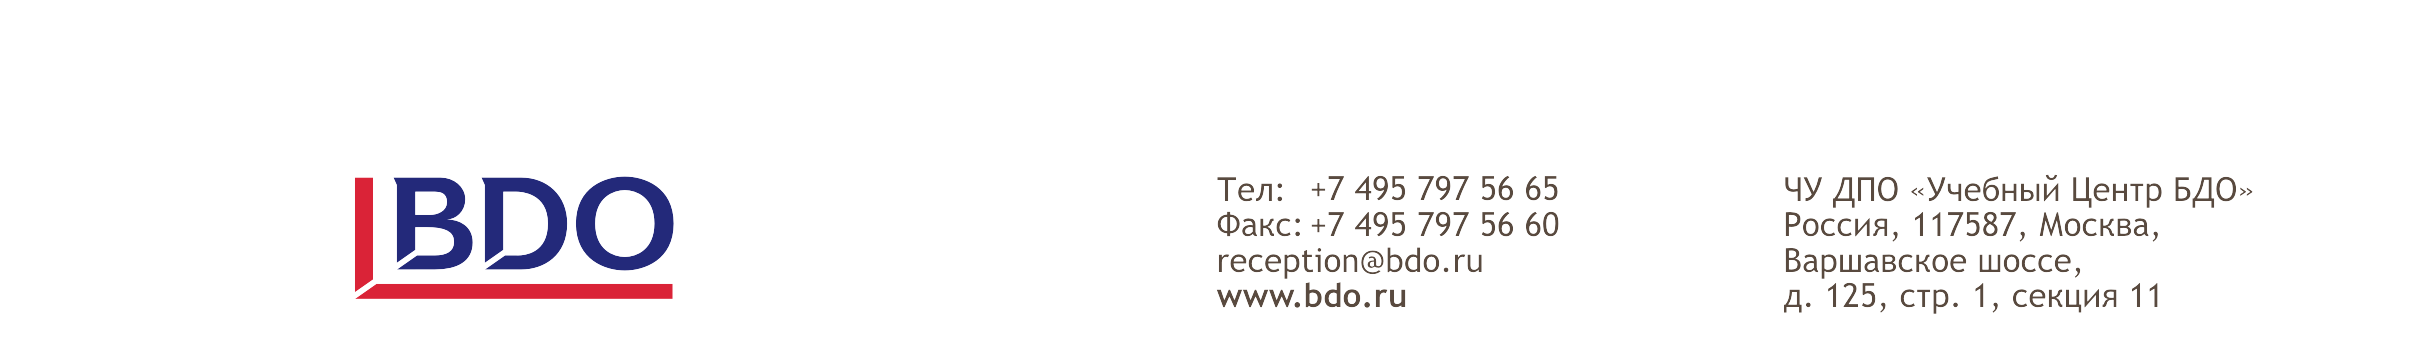 BDO
Тел: +7 495 797 56 65
Факс: +7 495 797 56 60
reception@bdo.ru
www.bdo.ru
ЧУ ДПО «Учебный Центр БДО»
Россия, 117587, Москва,
Варшавское шоссе,
д. 125, стр. 1, секция 11